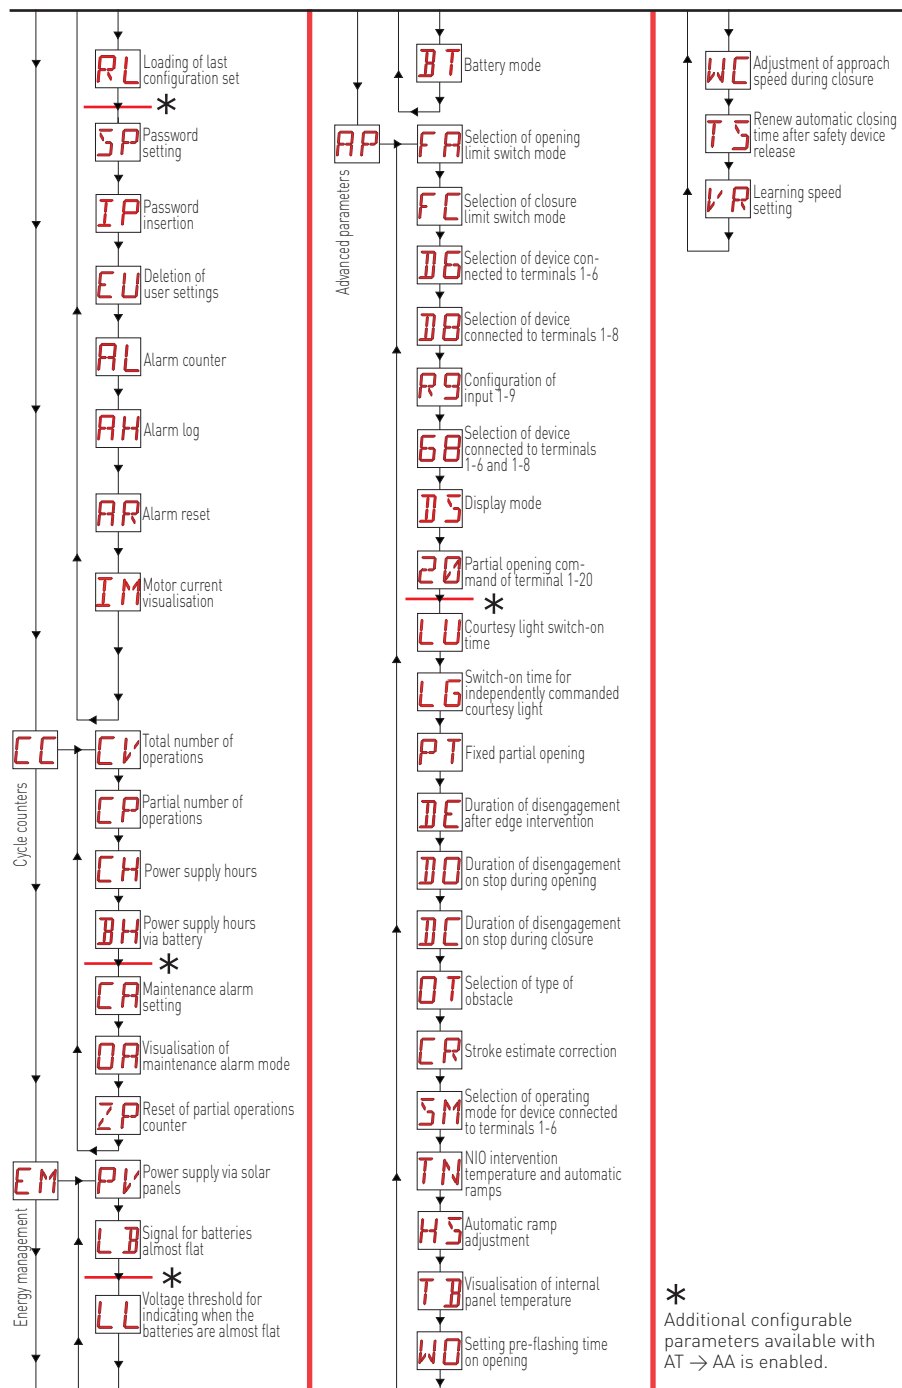 RL
Loading of last
configuration set
*
SP
Password
setting
IP
Password
insertion
EU
Deletion of
user settings
AL
Alarm counter
AH
Alarm log
AR
Alarm reset
IM
Motor current
visualisation
CC
Cycle counters
CV
Total number of
operations
CP
Partial number of
operations
CH
Power supply hours
BH
Power supply hours
via battery
*
CA
Maintenance alarm
setting
OA
Visualisation of
maintenance alarm mode
ZP
Reset of partial operations
counter
EM
Energy management
PV
Power supply via solar
panels
LB
Signal for batteries
almost flat
*
LL
Voltage threshold for
indicating when the
batteries are almost flat
BT
Battery mode
AP
Advanced parameters
FA
Selection of opening
limit switch mode
FC
Selection of closure
limit switch mode
D6
Selection of device con-
nected to terminals 1-6
D8
Selection of device
connected to terminals 1-8
R9
Configuration of
input 1-9
68
Selection of device
connected to terminals
1-6 and 1-8
DS
Display mode
20
Partial opening com-
mand of terminal 1-20
*
LU
Courtesy light switch-on
time
LG
Switch-on time for
independently commanded
courtesy light
PT
Fixed partial opening
DE
Duration of disengagement
after edge intervention
DO
Duration of disengagement
on stop during opening
DC
Duration of disengagement
on stop during closure
OT
Selection of type of
obstacle
CR
Stroke estimate correction
SM
Selection of operating
mode for device connected
to terminals 1-6
TN
NIO intervention
temperature and automatic
ramps
HS
Automatic ramp
adjustment
TB
Visualisation of internal
panel temperature
WO
Setting pre-flashing time
on opening
WC
Adjustment of approach
speed during closure
TS
Renew automatic closing
time after safety device
release
VR
Learning speed
setting
*
Additional configurable
parameters available with
AT → AA is enabled.